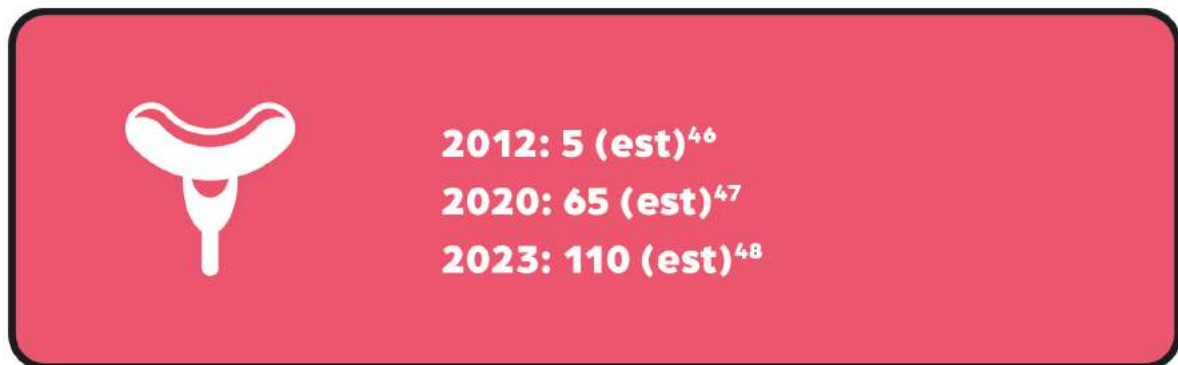 2012: 5 (est)⁴⁶
2020: 65 (est)⁴⁷
2023: 110 (est)⁴⁸